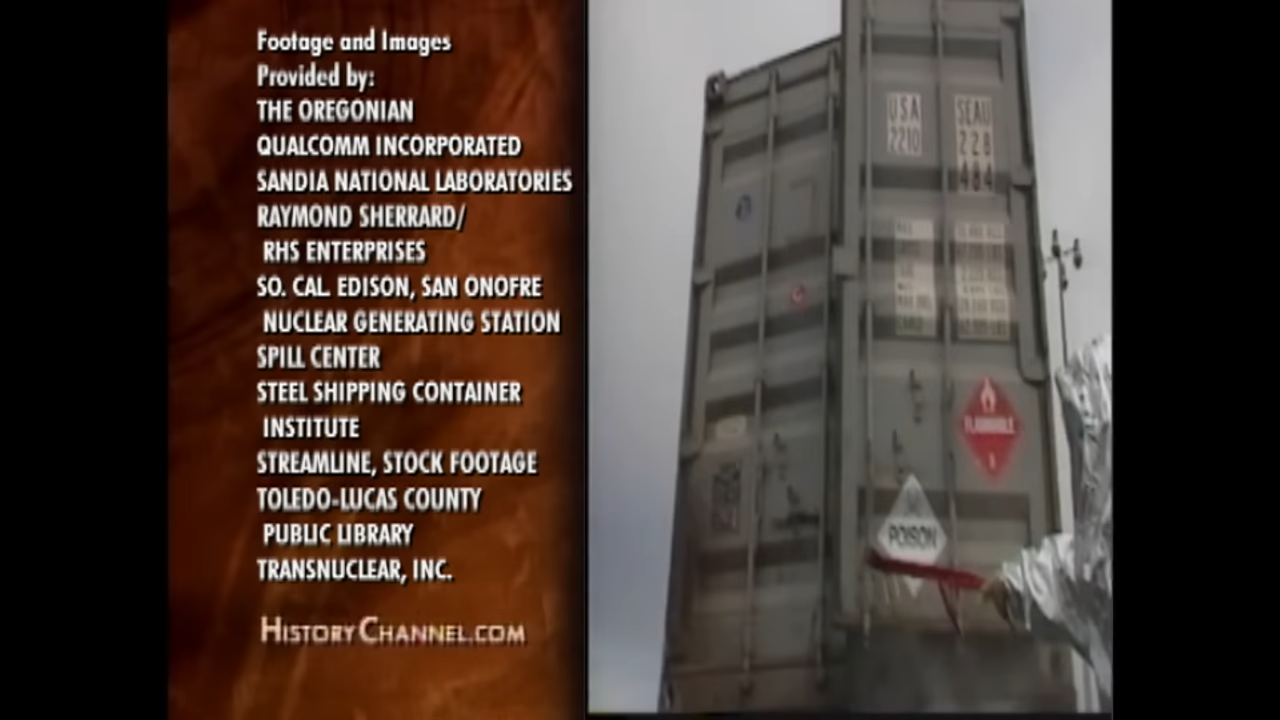 Footage and Images
Provided by:
THE OREGONIAN
QUALCOMM INCORPORATED
SANDIA NATIONAL LABORATORIES
RAYMOND SHERRARD/
RHS ENTERPRISES
SO. CAL. EDISON, SAN ONOFRE
NUCLEAR GENERATING STATION
SPILL CENTER
STEEL SHIPPING CONTAINER
INSTITUTE
STREAMLINE, STOCK FOOTAGE
TOLEDO-LUCAS COUNTY
PUBLIC LIBRARY
TRANSNUCLEAR, INC.
HISTORYCHANNEL.COM
USA
2210
SEAU
228
484
FLAMMABLE
POISON